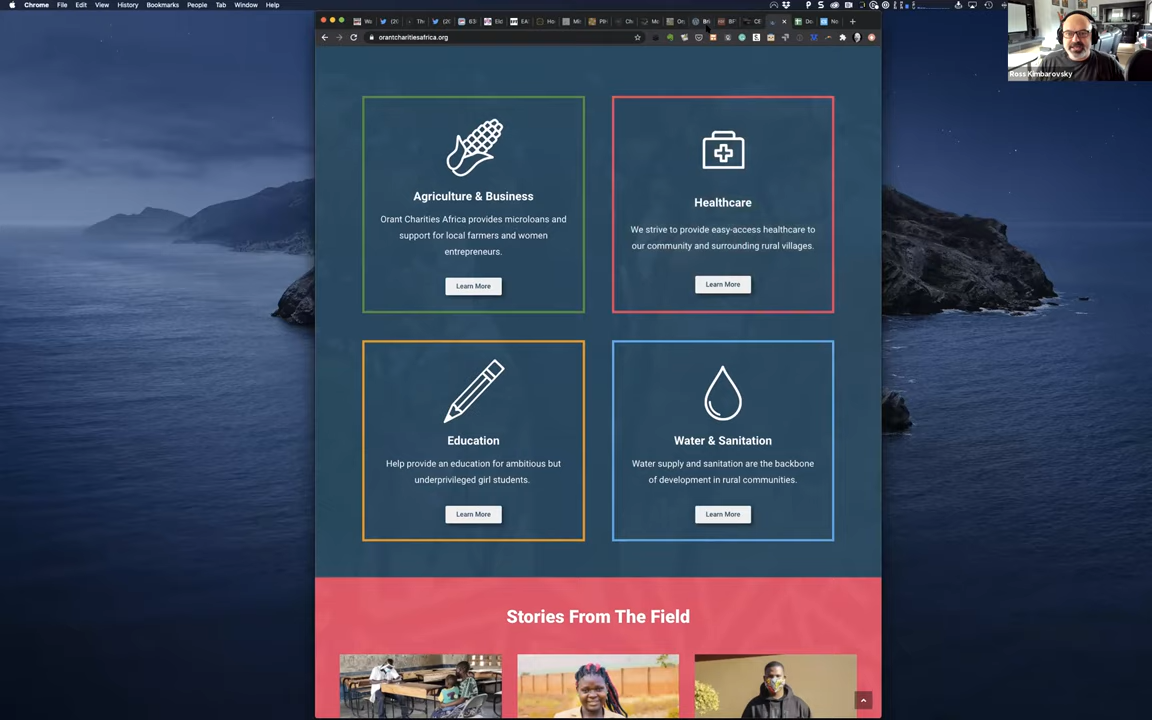 Chrome File Edit View History Bookmarks People Tab Window Help
orantcharitiesafrica.org
Ross Kimbarovsky
Agriculture & Business
Orant Charities Africa provides microloans and
support for local farmers and women
entrepreneurs.
Learn More
Healthcare
We strive to provide easy-access healthcare to
our community and surrounding rural villages.
Learn More
Education
Help provide an education for ambitious but
underprivileged girl students.
Learn More
Water & Sanitation
Water supply and sanitation are the backbone
of development in rural communities.
Learn More
Stories From The Field